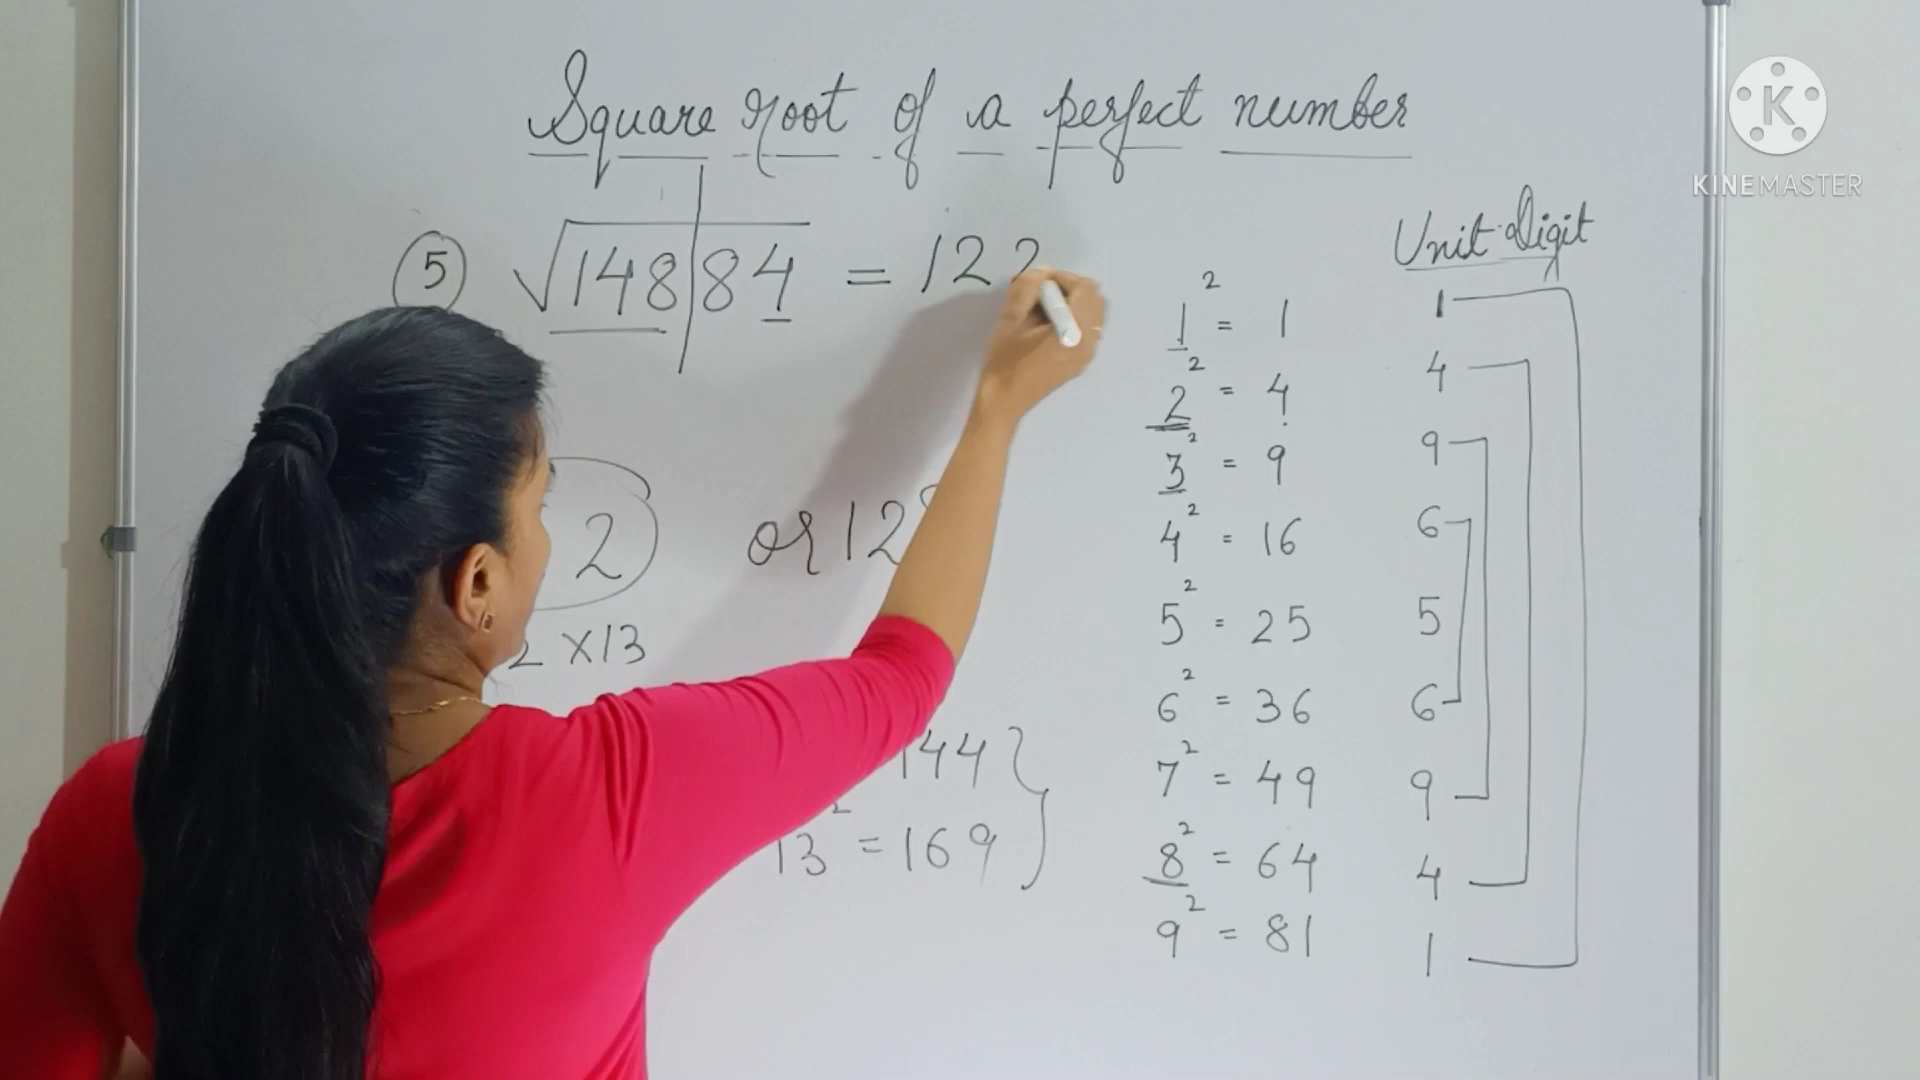 Square root of a perfect number
KINEMASTER
5 √14884 = 122
2 or 12
2 x 13
144
13² = 169
Unit Digit
1² = 1 1
2² = 4 4
3² = 9 9
4² = 16 6
5² = 25 5
6² = 36 6
7² = 49 9
8² = 64 4
9² = 81 1